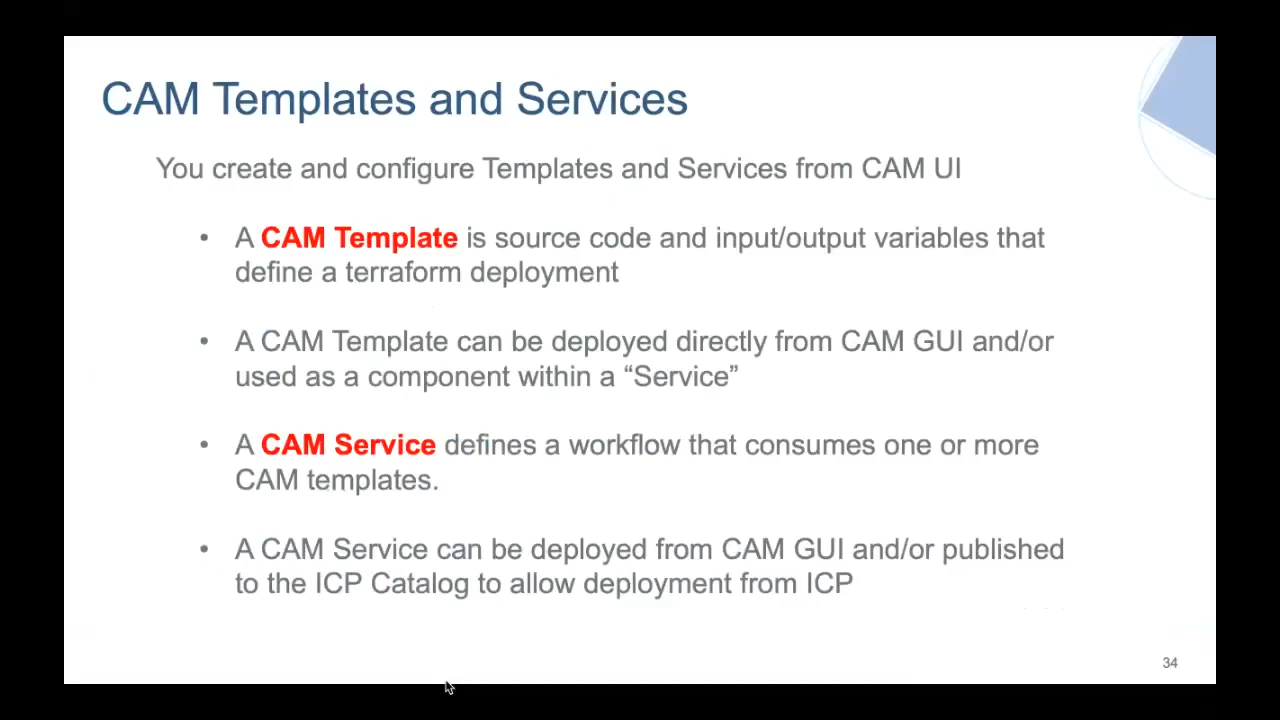 CAM Templates and Services
You create and configure Templates and Services from CAM UI
• A CAM Template is source code and input/output variables that
define a terraform deployment
• A CAM Template can be deployed directly from CAM GUI and/or
used as a component within a “Service”
• A CAM Service defines a workflow that consumes one or more
CAM templates.
• A CAM Service can be deployed from CAM GUI and/or published
to the ICP Catalog to allow deployment from ICP
34